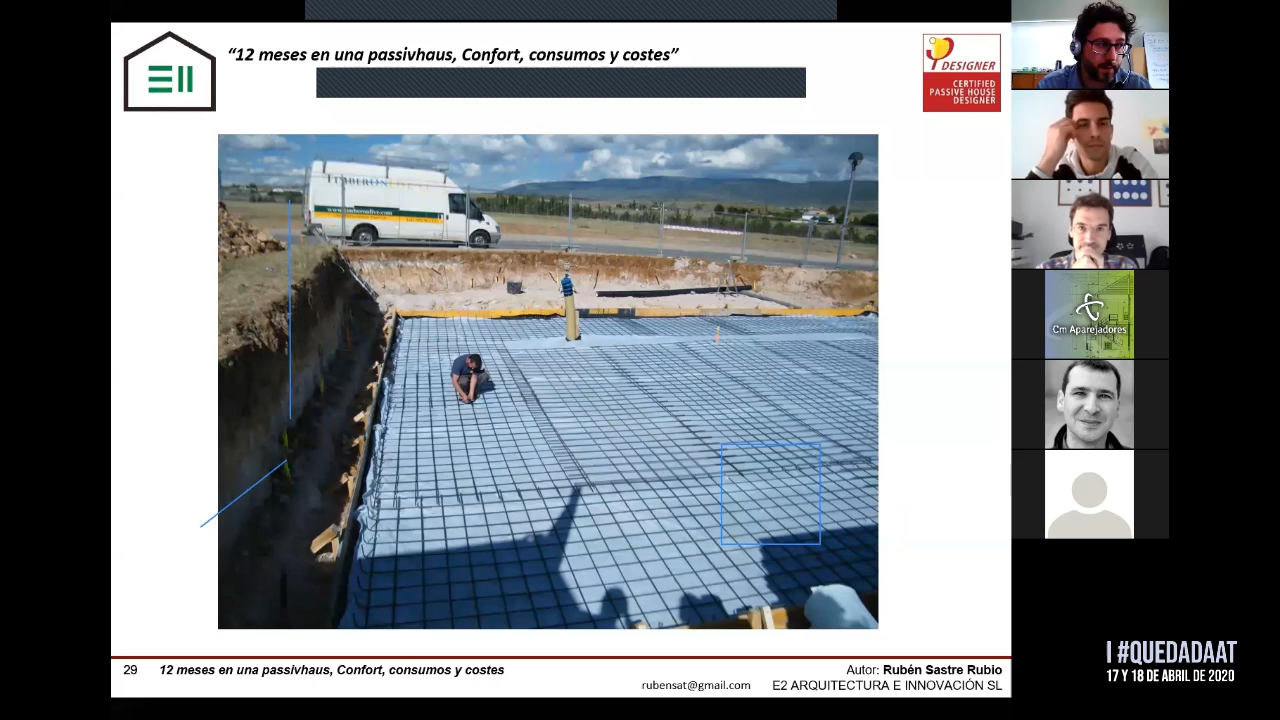 “12 meses en una passivhaus, Confort, consumos y costes”
DESIGNER
CERTIFIED
PASSIVE HOUSE
DESIGNER
Cm Aparejadores
29 12 meses en una passivhaus, Confort, consumos y costes
Autor: Rubén Sastre Rubio
rubensat@gmail.com E2 ARQUITECTURA E INNOVACIÓN SL
I #QUEDADAAT
17 Y 18 DE ABRIL DE 2020